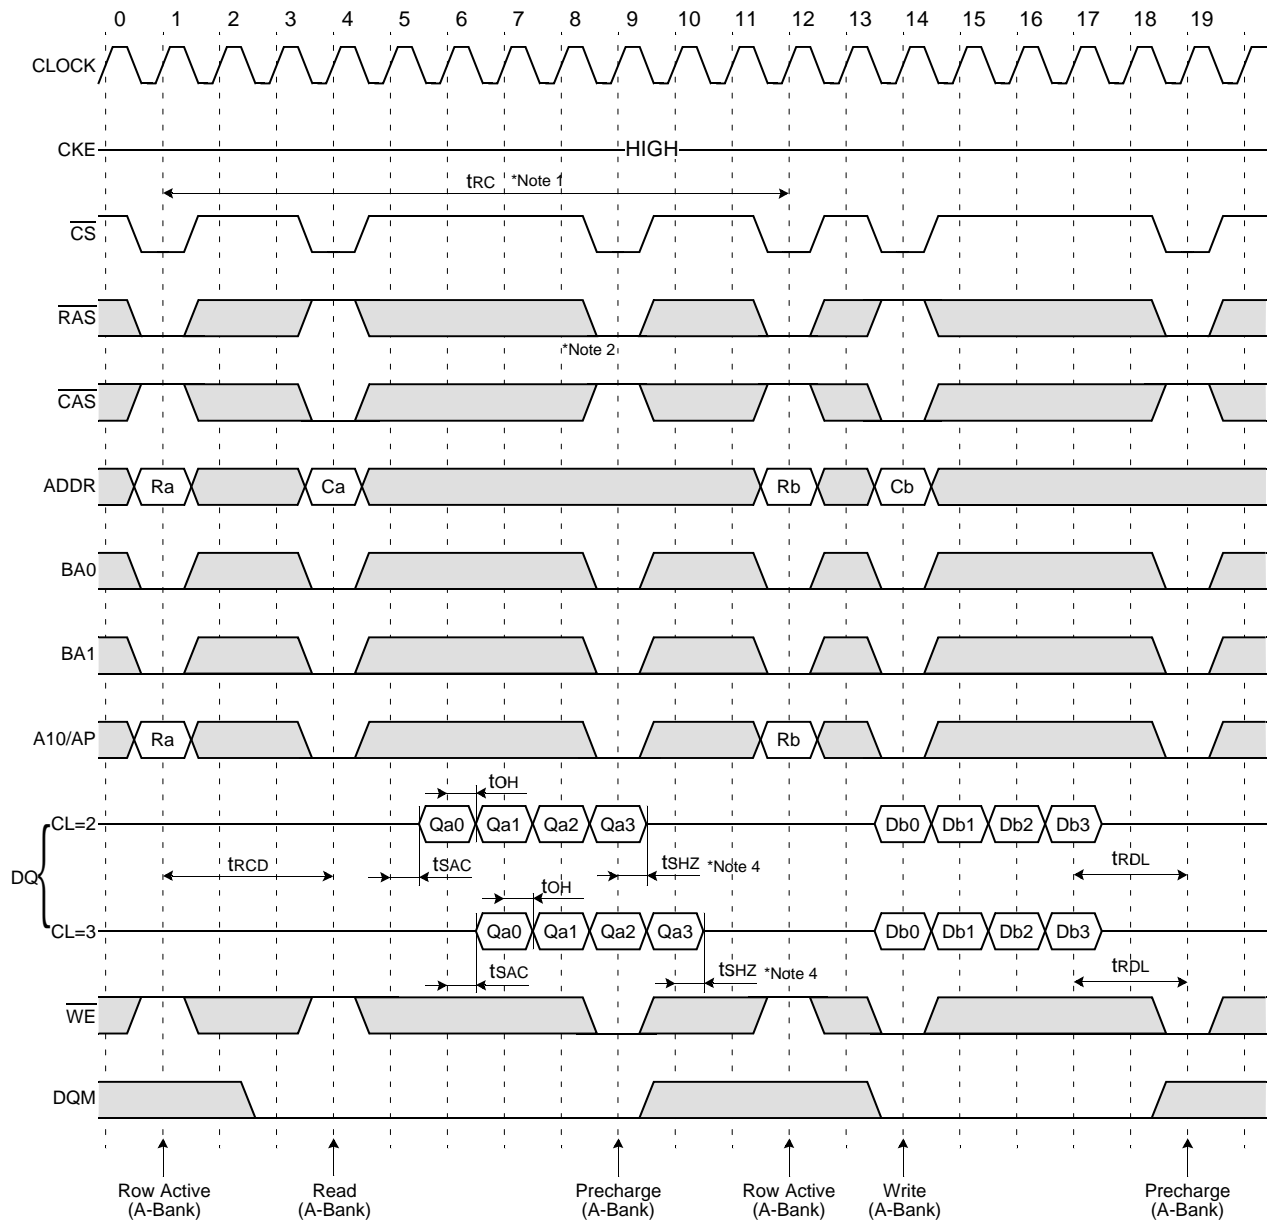 0 1 2 3 4 5 6 7 8 9 10 11 12 13 14 15 16 17 18 19
CLOCK
CKE
HIGH
tRC *Note 1
CS
RAS
*Note 2
CAS
ADDR Ra Ca Rb Cb
BA0
BA1
A10/AP Ra Rb
tOH
CL=2 Qa0 Qa1 Qa2 Qa3 Db0 Db1 Db2 Db3
tRCD tSAC tSHZ *Note 4 tRDL
DQ
tOH
CL=3 Qa0 Qa1 Qa2 Qa3 Db0 Db1 Db2 Db3
tSAC tSHZ *Note 4 tRDL
WE
DQM
Row Active Read Precharge Row Active Write Precharge
(A-Bank) (A-Bank) (A-Bank) (A-Bank) (A-Bank) (A-Bank)